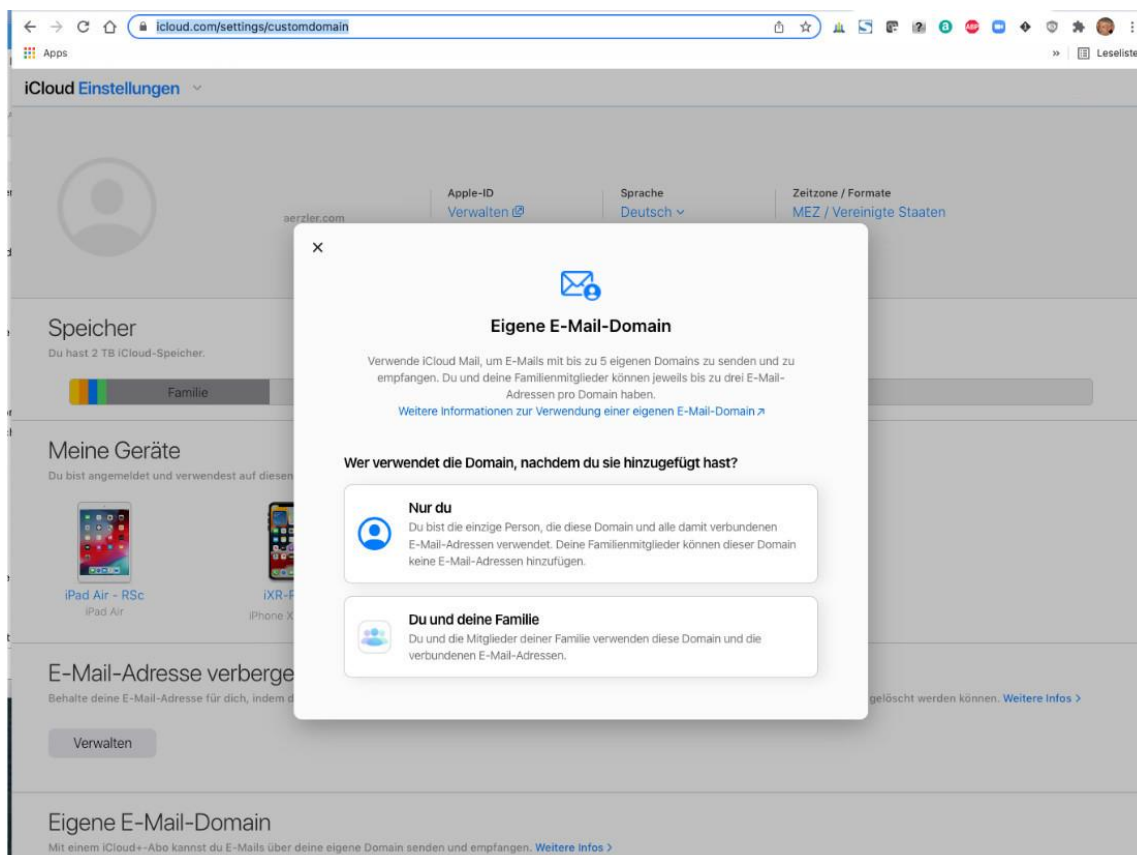 icloud.com/settings/customdomain
Apps
» Leseliste
iCloud Einstellungen
aerzler.com
Apple-ID
Verwalten
Sprache
Deutsch
Zeitzone / Formate
MEZ / Vereinigte Staaten
Speicher
Du hast 2 TB iCloud-Speicher.
Familie
Meine Geräte
Du bist angemeldet und verwendest auf diesen
iPad Air - RSc
iPad Air
E-Mail-Adresse verberge
Behalte deine E-Mail-Adresse für dich, indem d
gelöscht werden können. Weitere Infos >
Verwalten
Eigene E-Mail-Domain
Mit einem iCloud+-Abo kannst du E-Mails über deine eigene Domain senden und empfangen. Weitere Infos >
Eigene E-Mail-Domain
Verwende iCloud Mail, um E-Mails mit bis zu 5 eigenen Domains zu senden und zu
empfangen. Du und deine Familienmitglieder können jeweils bis zu drei E-Mail-
Adressen pro Domain haben.
Weitere Informationen zur Verwendung einer eigenen E-Mail-Domain
Wer verwendet die Domain, nachdem du sie hinzugefügt hast?
Nur du
Du bist die einzige Person, die diese Domain und alle damit verbundenen
E-Mail-Adressen verwendet. Deine Familienmitglieder können dieser Domain
keine E-Mail-Adressen hinzufügen.
Du und deine Familie
Du und die Mitglieder deiner Familie verwenden diese Domain und die
verbundenen E-Mail-Adressen.